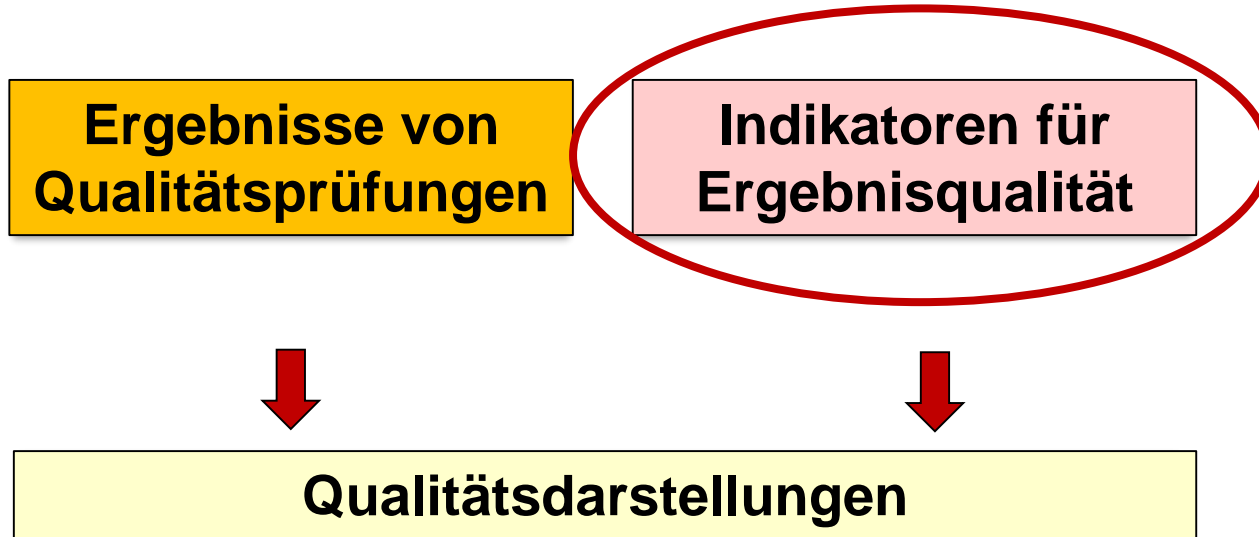 Ergebnisse von
Qualitätsprüfungen
Indikatoren für
Ergebnisqualität
Qualitätsdarstellungen